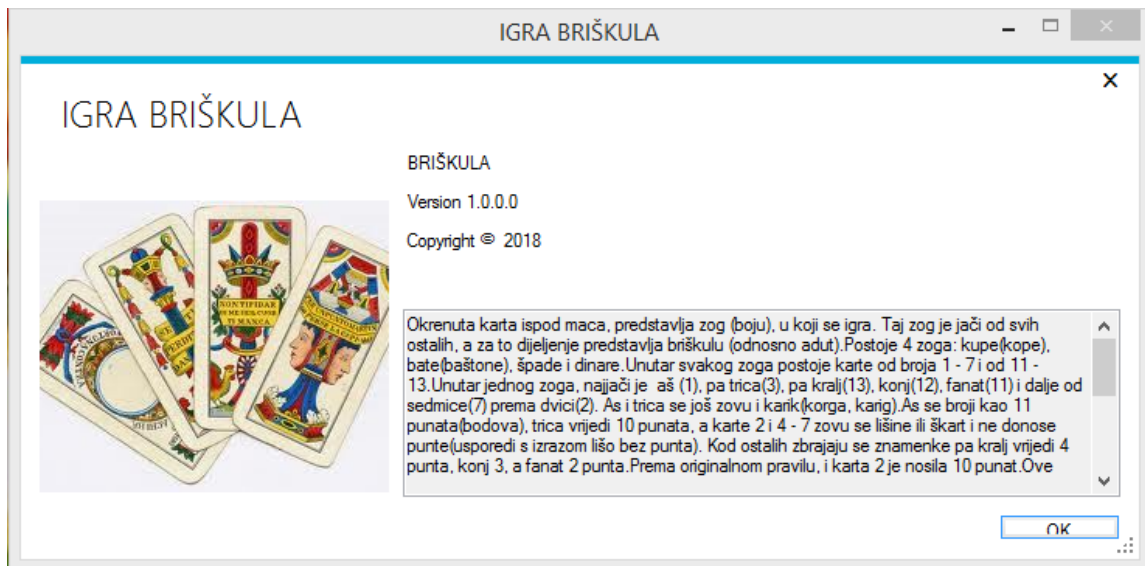 IGRA BRIŠKULA
IGRA BRIŠKULA
BRIŠKULA
Version 1.0.0.0
Copyright © 2018
NON TI FIDAR
Okrenuta karta ispod maca, predstavlja zog (boju), u koji se igra. Taj zog je jači od svih
ostalih, a za to dijeljenje predstavlja briškulu (odnosno adut).Postoje 4 zoga: kupe(kope),
bate(baštone), špade i dinare.Unutar svakog zoga postoje karte od broja 1 - 7 i od 11 -
13.Unutar jednog zoga, najjači je  aš (1), pa trica(3), pa kralj(13), konj(12), fanat(11) i dalje od
sedmice(7) prema dvici(2). As i trica se još zovu i karik(korga, karig).As se broji kao 11
punata(bodova), trica vrijedi 10 punata, a karte 2 i 4 - 7 zovu se lišine ili škart i ne donose
punte(usporedi s izrazom lišo bez punta). Kod ostalih zbrajaju se znamenke pa kralj vrijedi 4
punta, konj 3, a fanat 2 punta.Prema originalnom pravilu, i karta 2 je nosila 10 punat.Ove
OK